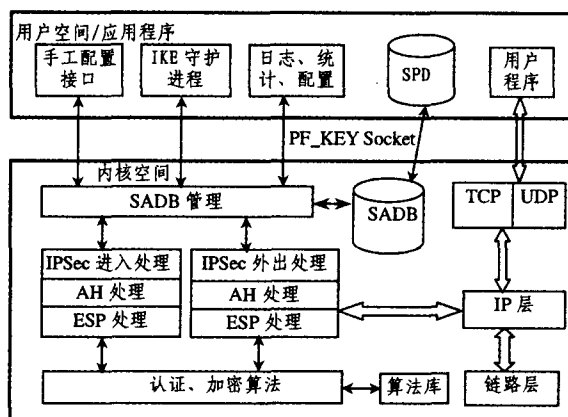 用户空间/应用程序
手工配置
接口
IKE 守护
进程
日志、统
计、配置
SPD
用户
程序
PF_KEY Socket
内核空间
SADB 管理
SADB
TCP
UDP
IPSec 进入处理
AH 处理
ESP 处理
IPSec 外出处理
AH 处理
ESP 处理
IP 层
认证、加密算法
算法库
链路层